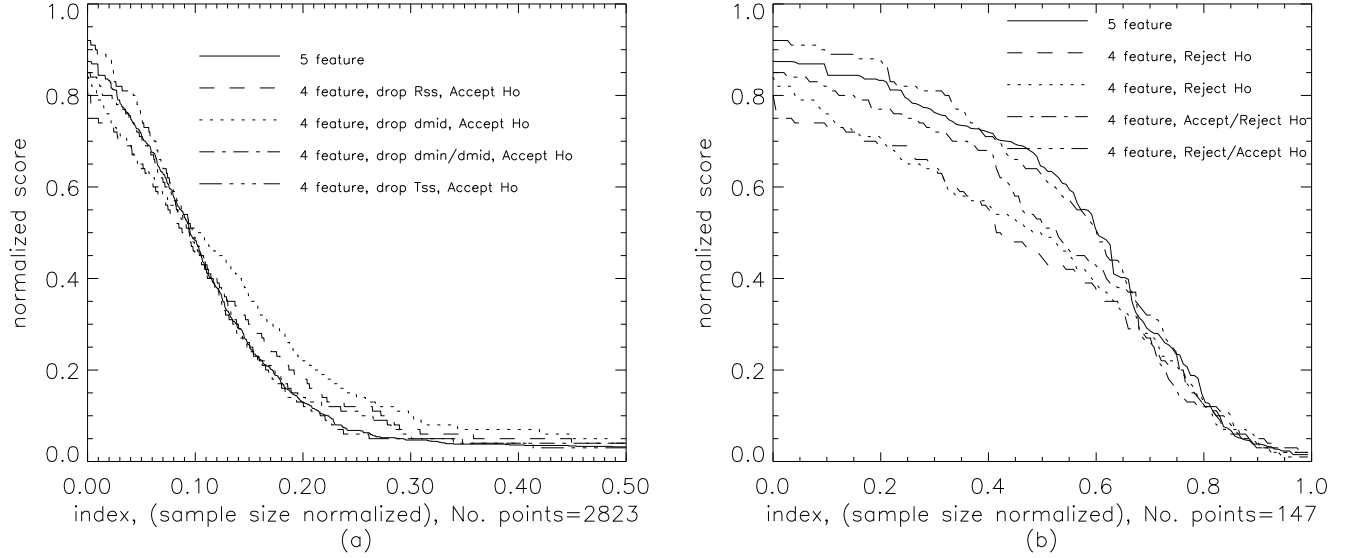 1.0
0.8
0.6
0.4
0.2
0.0
normalized score
5 feature
4 feature, drop Rss, Accept Ho
4 feature, drop dmid, Accept Ho
4 feature, drop dmin/dmid, Accept Ho
4 feature, drop Tss, Accept Ho
0.00 0.10 0.20 0.30 0.40 0.50
index, (sample size normalized), No. points=2823
(a)
1.0
0.8
0.6
0.4
0.2
0.0
normalized score
5 feature
4 feature, Reject Ho
4 feature, Reject Ho
4 feature, Accept/Reject Ho
4 feature, Reject/Accept Ho
0.0 0.2 0.4 0.6 0.8 1.0
index, (sample size normalized), No. points=147
(b)